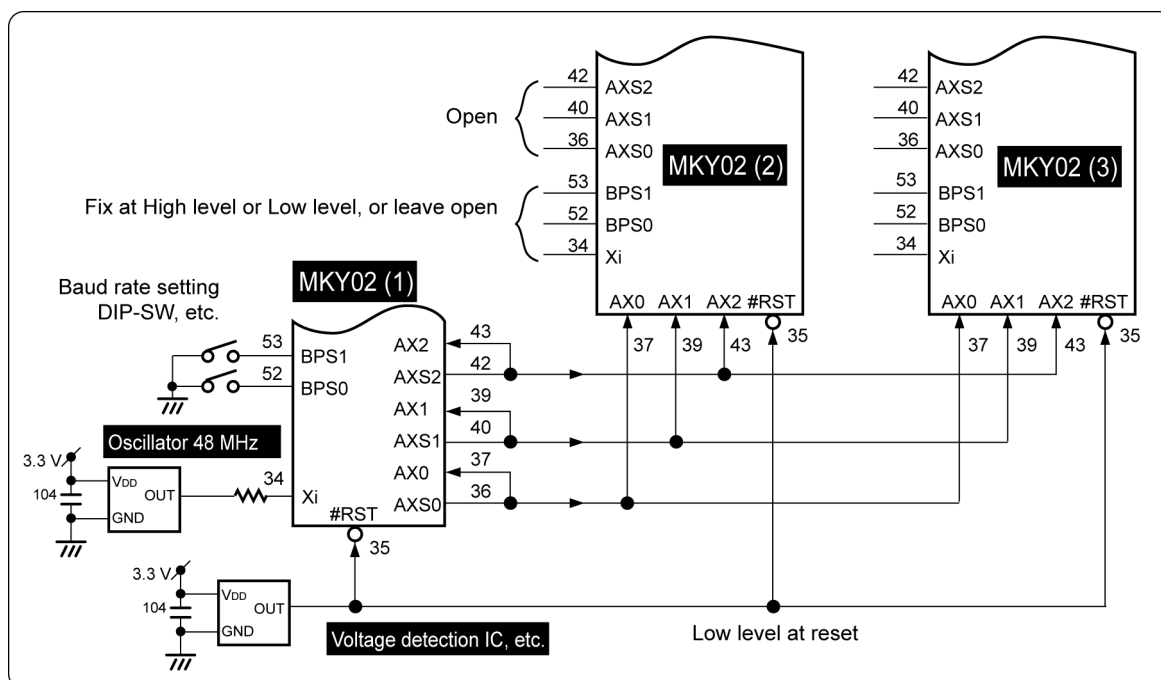 42 AXS2
Open 40 AXS1
36 AXS0
MKY02 (2)
53 BPS1
Fix at High level or Low level, or leave open 52 BPS0
34 Xi
AX0 AX1 AX2 #RST
37 39 43 35
42 AXS2
40 AXS1
36 AXS0
MKY02 (3)
53 BPS1
52 BPS0
34 Xi
AX0 AX1 AX2 #RST
37 39 43 35
MKY02 (1)
Baud rate setting
DIP-SW, etc.
53 BPS1
52 BPS0
AX2 43
AXS2 42
AX1 39
AXS1 40
AX0 37
AXS0 36
Oscillator 48 MHz
3.3 V
104
VDD
OUT
GND
34 Xi
#RST
35
3.3 V
104
VDD
OUT
GND
Voltage detection IC, etc.
Low level at reset